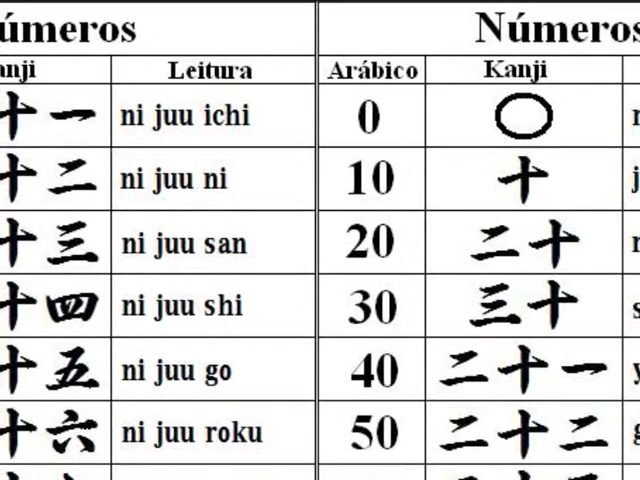 úmeros Números
anji Leitura Arábico Kanji
十一 ni juu ichi 0 〇
十二 ni juu ni 10 十
十三 ni juu san 20 二十
十四 ni juu shi 30 三十
十五 ni juu go 40 二十一
十六 ni juu roku 50 二十二